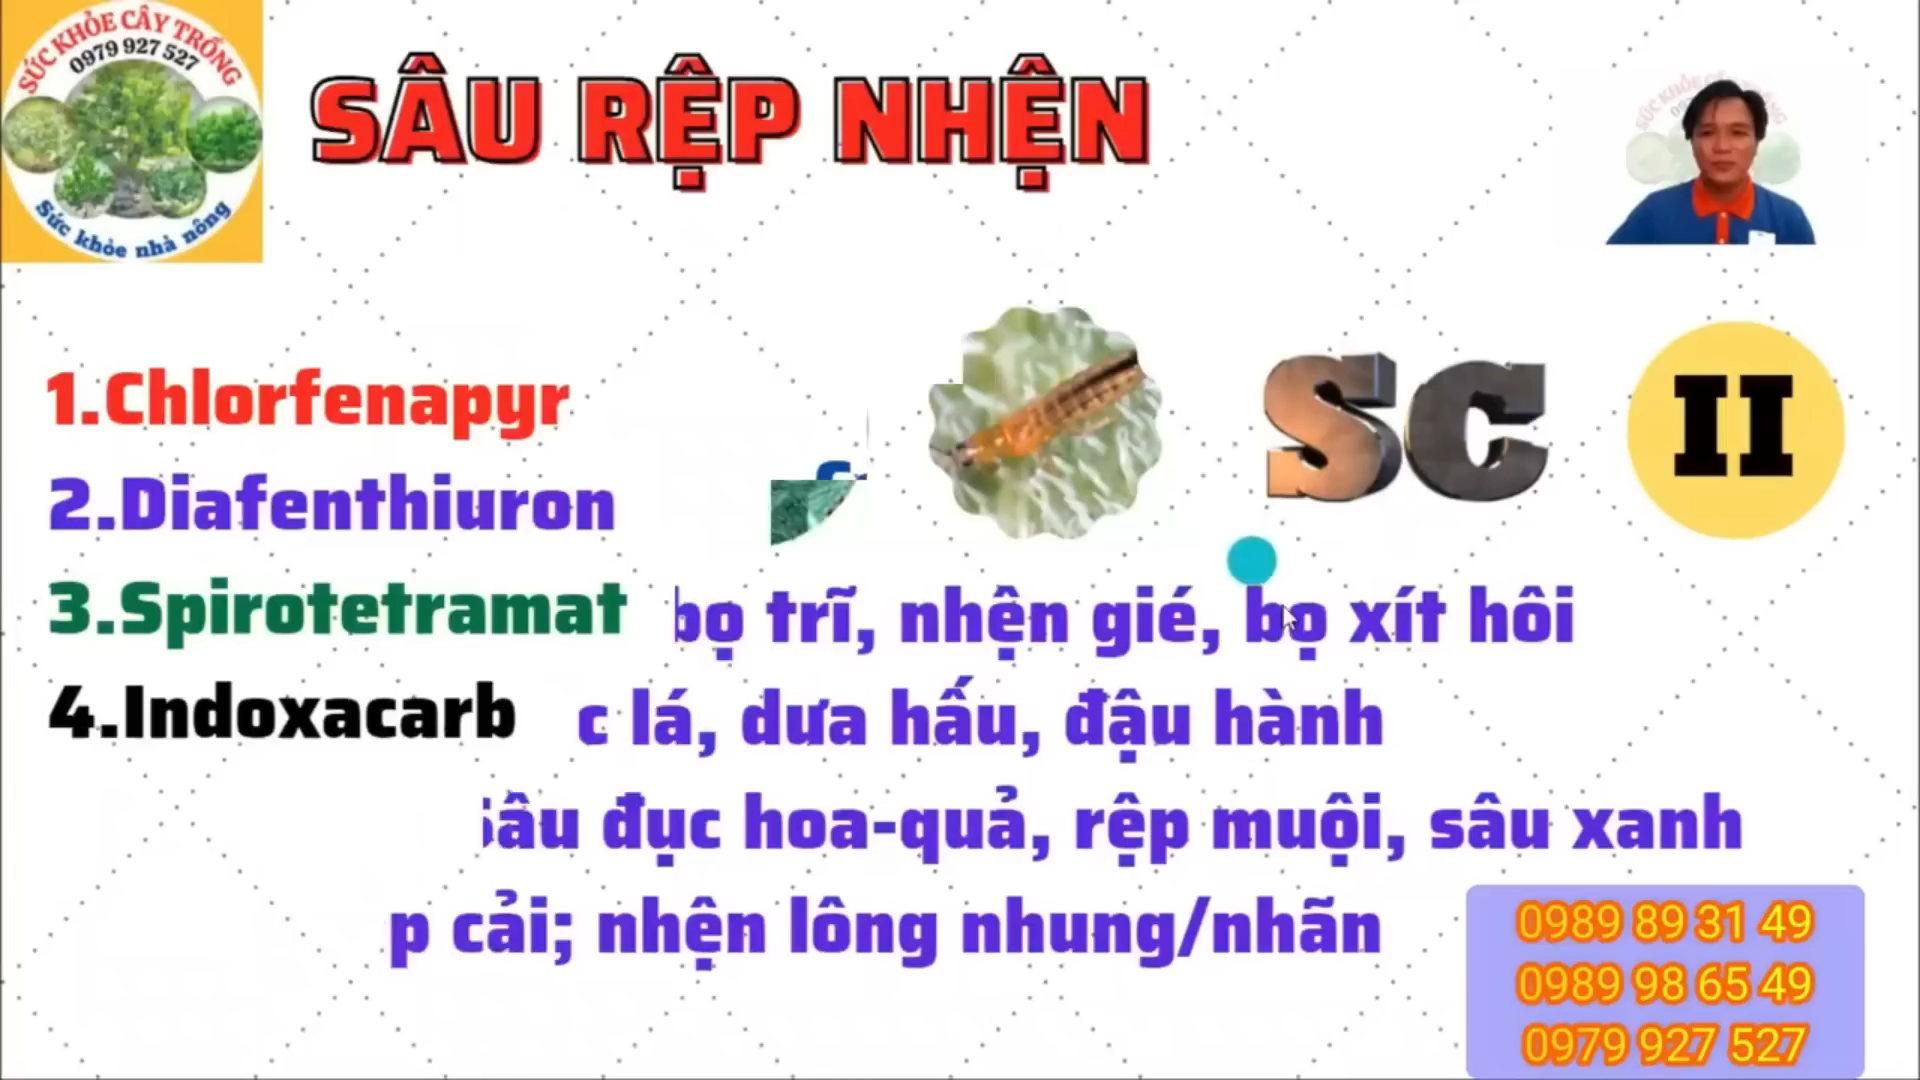 SỨC KHỎE CÂY TRỒNG
0979 927 527
Sức khỏe nhà nông
SÂU RỆP NHỆN
1.Chlorfenapyr
2.Diafenthiuron
3.Spirotetramat
4.Indoxacarb
SC
II
bọ trĩ, nhện gié, bọ xít hôi
c lá, dưa hấu, đậu hành
Sâu đục hoa-quả, rệp muội, sâu xanh
p cải; nhện lông nhung/nhãn
0989 89 31 49
0989 98 65 49
0979 927 527